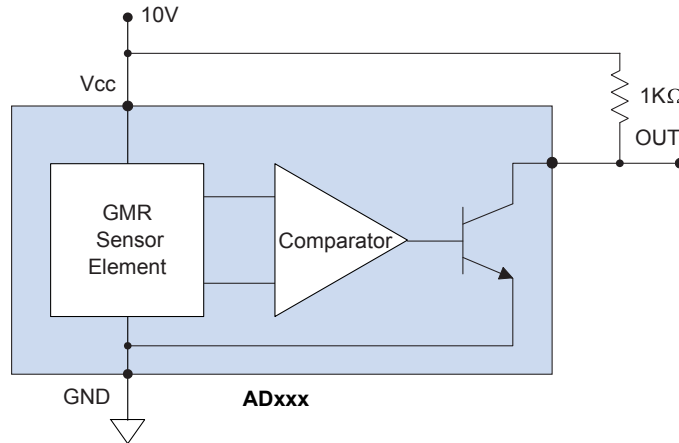 10V
Vcc
1KΩ
OUT
GMR
Sensor
Element
Comparator
GND
ADxxx